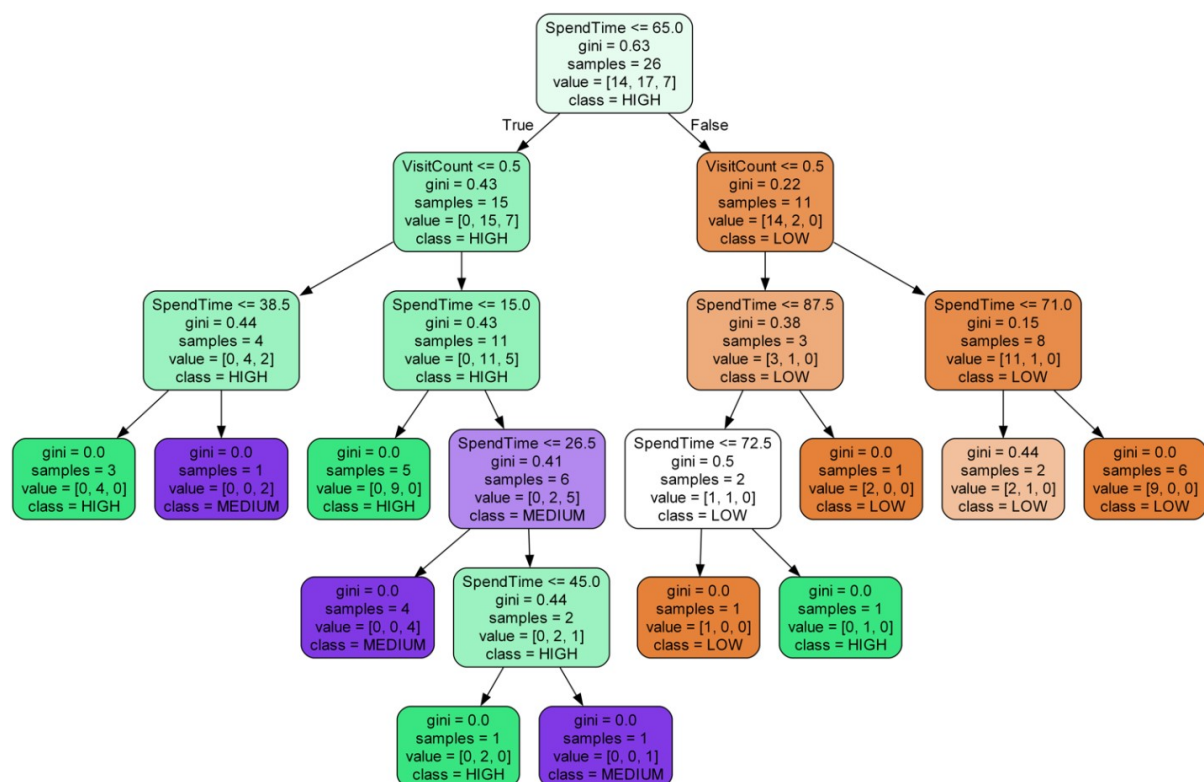 SpendTime <= 65.0
gini = 0.63
samples = 26
value = [14, 17, 7]
class = HIGH
True
False
VisitCount <= 0.5
gini = 0.43
samples = 15
value = [0, 15, 7]
class = HIGH
VisitCount <= 0.5
gini = 0.22
samples = 11
value = [14, 2, 0]
class = LOW
SpendTime <= 38.5
gini = 0.44
samples = 4
value = [0, 4, 2]
class = HIGH
SpendTime <= 15.0
gini = 0.43
samples = 11
value = [0, 11, 5]
class = HIGH
SpendTime <= 87.5
gini = 0.38
samples = 3
value = [3, 1, 0]
class = LOW
SpendTime <= 71.0
gini = 0.15
samples = 8
value = [11, 1, 0]
class = LOW
gini = 0.0
samples = 3
value = [0, 4, 0]
class = HIGH
gini = 0.0
samples = 1
value = [0, 0, 2]
class = MEDIUM
gini = 0.0
samples = 5
value = [0, 9, 0]
class = HIGH
SpendTime <= 26.5
gini = 0.41
samples = 6
value = [0, 2, 5]
class = MEDIUM
SpendTime <= 72.5
gini = 0.5
samples = 2
value = [1, 1, 0]
class = LOW
gini = 0.0
samples = 1
value = [2, 0, 0]
class = LOW
gini = 0.44
samples = 2
value = [2, 1, 0]
class = LOW
gini = 0.0
samples = 6
value = [9, 0, 0]
class = LOW
gini = 0.0
samples = 4
value = [0, 0, 4]
class = MEDIUM
SpendTime <= 45.0
gini = 0.44
samples = 2
value = [0, 2, 1]
class = HIGH
gini = 0.0
samples = 1
value = [1, 0, 0]
class = LOW
gini = 0.0
samples = 1
value = [0, 1, 0]
class = HIGH
gini = 0.0
samples = 1
value = [0, 2, 0]
class = HIGH
gini = 0.0
samples = 1
value = [0, 0, 1]
class = MEDIUM